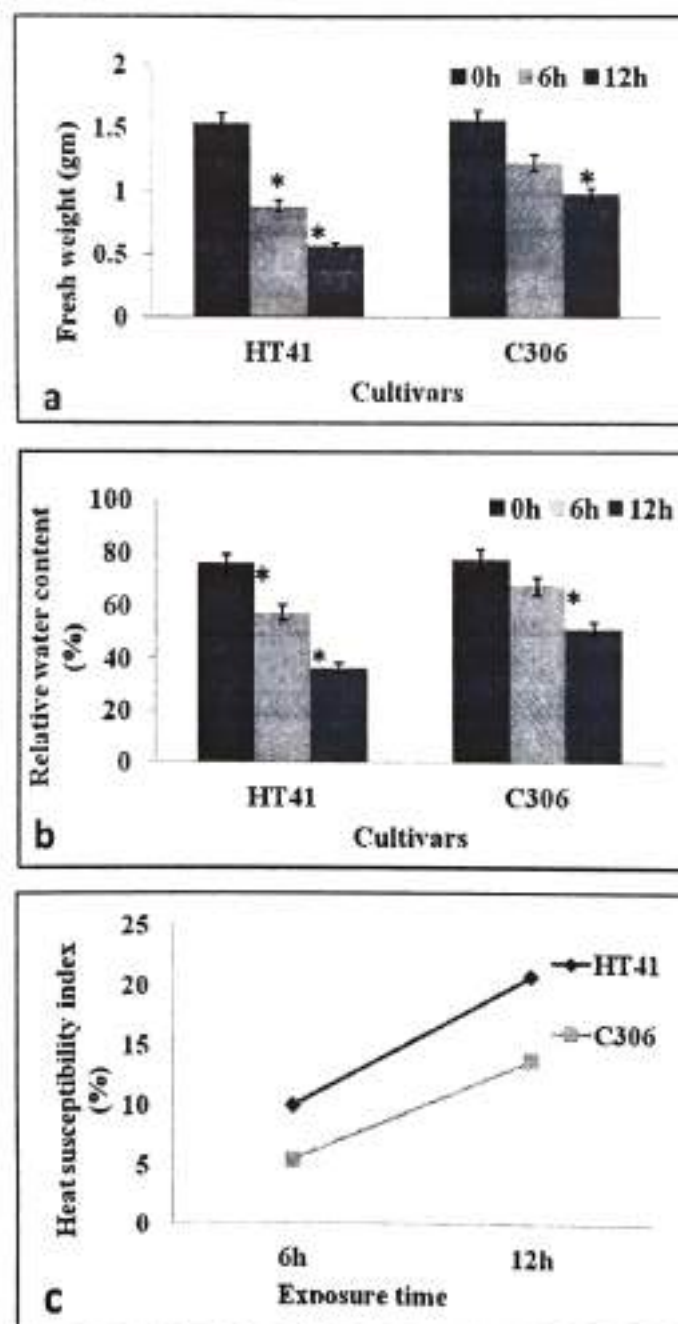 2
1.5
1
0.5
0
Fresh weight (gm)
0h 6h 12h
*
*
*
HT41 C306
Cultivars
a
100
80
60
40
20
0
Relative water content
(%)
0h 6h 12h
*
*
*
HT41 C306
Cultivars
b
25
20
15
10
5
0
Heat susceptibility index
(%)
HT41
C306
6h 12h
Exposure time
c